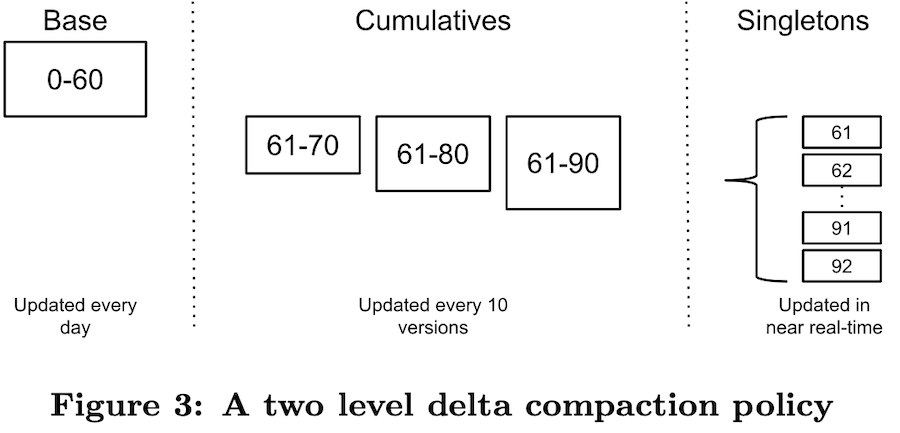 Base
Cumulatives
Singletons
0-60
61-70
61-80
61-90
61
62
91
92
Updated every
day
Updated every 10
versions
Updated in
near real-time
Figure 3: A two level delta compaction policy